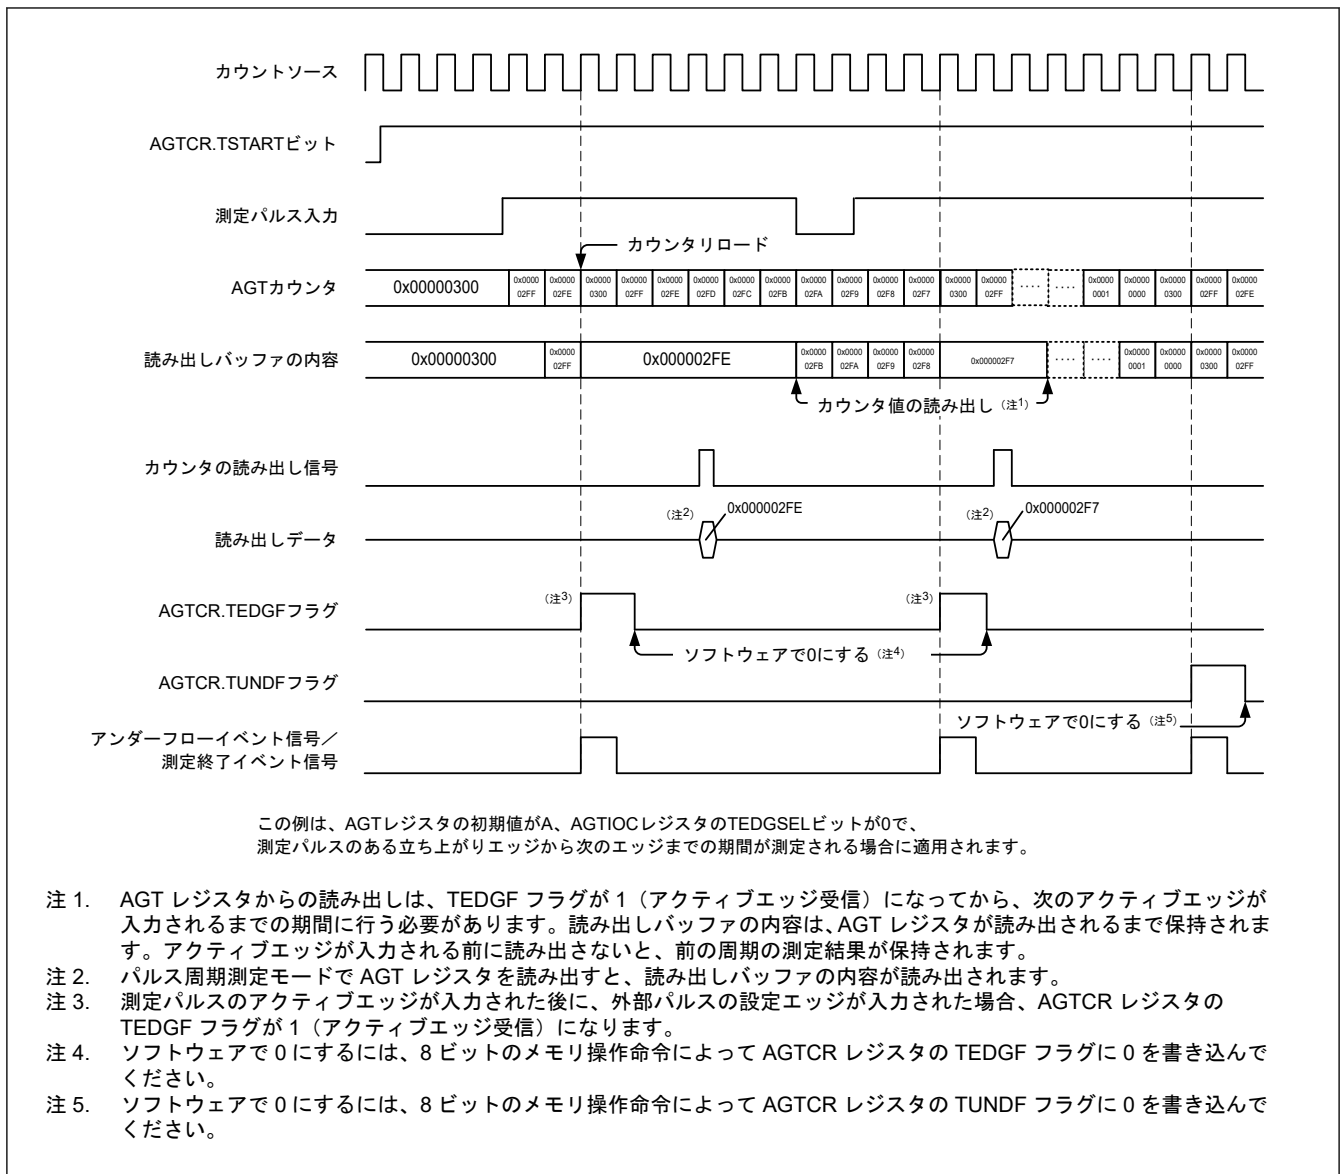 カウントソース
AGTCR.TSTARTビット
測定パルス入力
カウンタリロード
AGTカウンタ
0x00000300
0x0000 02FF
0x0000 02FE
0x0000 0300
0x0000 02FF
0x0000 02FE
0x0000 02FD
0x0000 02FC
0x0000 02FB
0x0000 02FA
0x0000 02F9
0x0000 02F8
0x0000 02F7
0x0000 0300
0x0000 02FF
....
....
0x0000 0001
0x0000 0000
0x0000 0300
0x0000 02FF
0x0000 02FE
読み出しバッファの内容
0x00000300
0x0000 02FF
0x000002FE
0x0000 02FB
0x0000 02FA
0x0000 02F9
0x0000 02F8
0x000002F7
....
....
0x0000 0001
0x0000 0000
0x0000 0300
0x0000 02FF
カウンタ値の読み出し（注1）
カウンタの読み出し信号
（注2）
0x000002FE
（注2）
0x000002F7
読み出しデータ
（注3）
（注3）
AGTCR.TEDGFフラグ
ソフトウェアで0にする（注4）
AGTCR.TUNDFフラグ
ソフトウェアで0にする（注5）
アンダーフローイベント信号／
測定終了イベント信号
この例は、AGTレジスタの初期値がA、AGTIOCレジスタのTEDGSELビットが0で、
測定パルスのある立ち上がりエッジから次のエッジまでの期間が測定される場合に適用されます。
注 1. AGT レジスタからの読み出しは、TEDGF フラグが 1（アクティブエッジ受信）になってから、次のアクティブエッジが
入力されるまでの期間に行う必要があります。読み出しバッファの内容は、AGT レジスタが読み出されるまで保持されま
す。アクティブエッジが入力される前に読み出さないと、前の周期の測定結果が保持されます。
注 2. パルス周期測定モードで AGT レジスタを読み出すと、読み出しバッファの内容が読み出されます。
注 3. 測定パルスのアクティブエッジが入力された後に、外部パルスの設定エッジが入力された場合、AGTCR レジスタの
TEDGF フラグが 1（アクティブエッジ受信）になります。
注 4. ソフトウェアで 0 にするには、8 ビットのメモリ操作命令によって AGTCR レジスタの TEDGF フラグに 0 を書き込んで
ください。
注 5. ソフトウェアで 0 にするには、8 ビットのメモリ操作命令によって AGTCR レジスタの TUNDF フラグに 0 を書き込んで
ください。